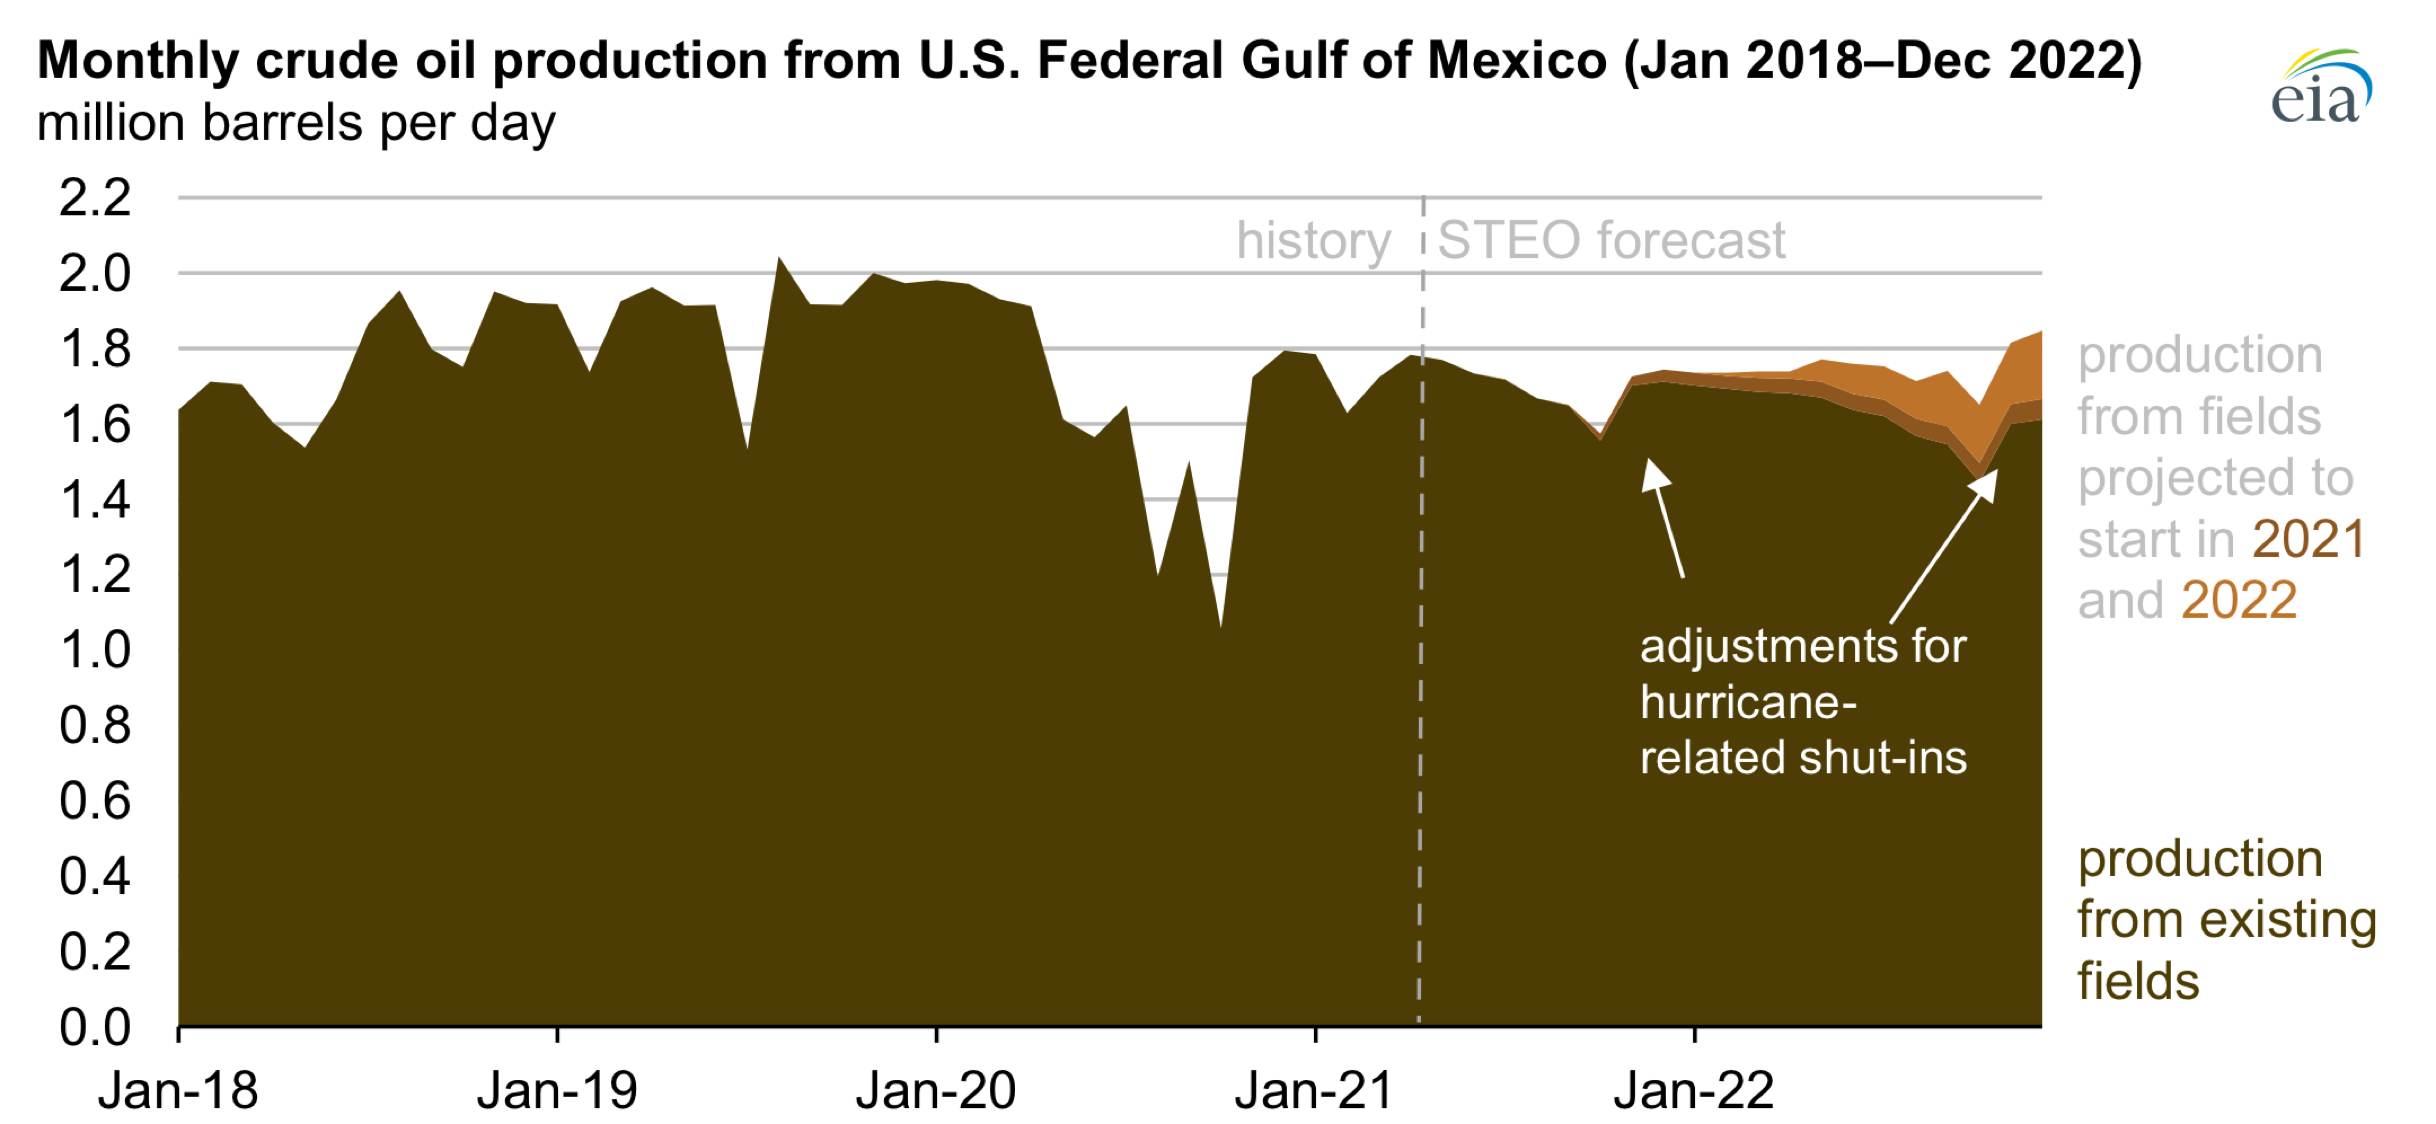 Monthly crude oil production from U.S. Federal Gulf of Mexico (Jan 2018–Dec 2022)
million barrels per day
eia
2.2
2.0
1.8
1.6
1.4
1.2
1.0
0.8
0.6
0.4
0.2
0.0
history
STEO forecast
adjustments for
hurricane-
related shut-ins
production
from fields
projected to
start in 2021
and 2022
production
from existing
fields
Jan-18
Jan-19
Jan-20
Jan-21
Jan-22